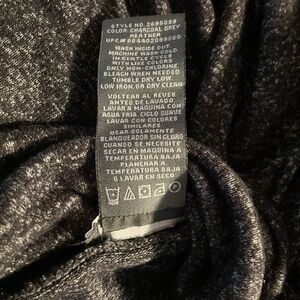 STYLE NO. 2885099
COLOR: CHARCOAL GREY
HEATHER
UPC# 884402099060
WASH INSIDE OUT
MACHINE WASH COLD
IN GENTLE CYCLE
WITH LIKE COLORS
ONLY NON-CHLORINE
BLEACH WHEN NEEDED
TUMBLE DRY LOW.
LOW IRON. OR DRY CLEAN
VOLTEAR AL REVES
ANTES DE LAVADO.
LAVAR A MAQUINA CON
AGUA FRIA. CICLO SUAVE
LAVAR CON COLORES
SIMILARES
USAR SOLAMENTE
BLANQUEADOR SIN CLORO
CUANDO SE NECESITE
SECAR EN MAQUINA A
TEMPERATURA BAJA
PLANCHAR A
TEMPERATURA BAJA
O LAVAR EN SECO